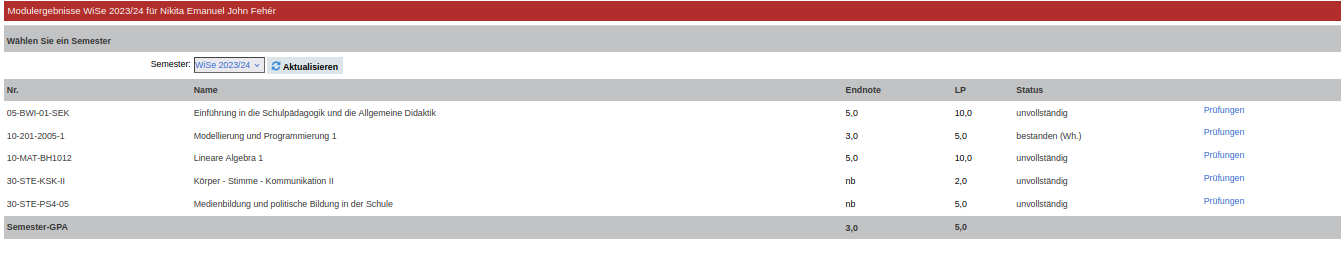 Modulergebnisse WiSe 2023/24 für Nikita Emanuel John Fehér
Wählen Sie ein Semester
Semester: WiSe 2023/24 Aktualisieren
Nr. Name Endnote LP Status
05-BWI-01-SEK Einführung in die Schulpädagogik und die Allgemeine Didaktik 5,0 10,0 unvollständig Prüfungen
10-201-2005-1 Modellierung und Programmierung 1 3,0 5,0 bestanden (Wh.) Prüfungen
10-MAT-BH1012 Lineare Algebra 1 5,0 10,0 unvollständig Prüfungen
30-STE-KSK-II Körper - Stimme - Kommunikation II nb 2,0 unvollständig Prüfungen
30-STE-PS4-05 Medienbildung und politische Bildung in der Schule nb 5,0 unvollständig Prüfungen
Semester-GPA 3,0 5,0